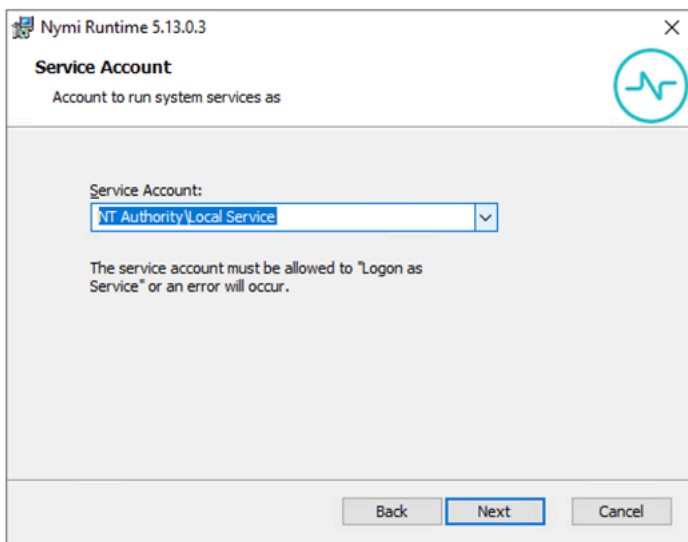 Nymi Runtime 5.13.0.3
Service Account
Account to run system services as
Service Account:
NT Authority\Local Service
The service account must be allowed to "Logon as
Service" or an error will occur.
Back
Next
Cancel